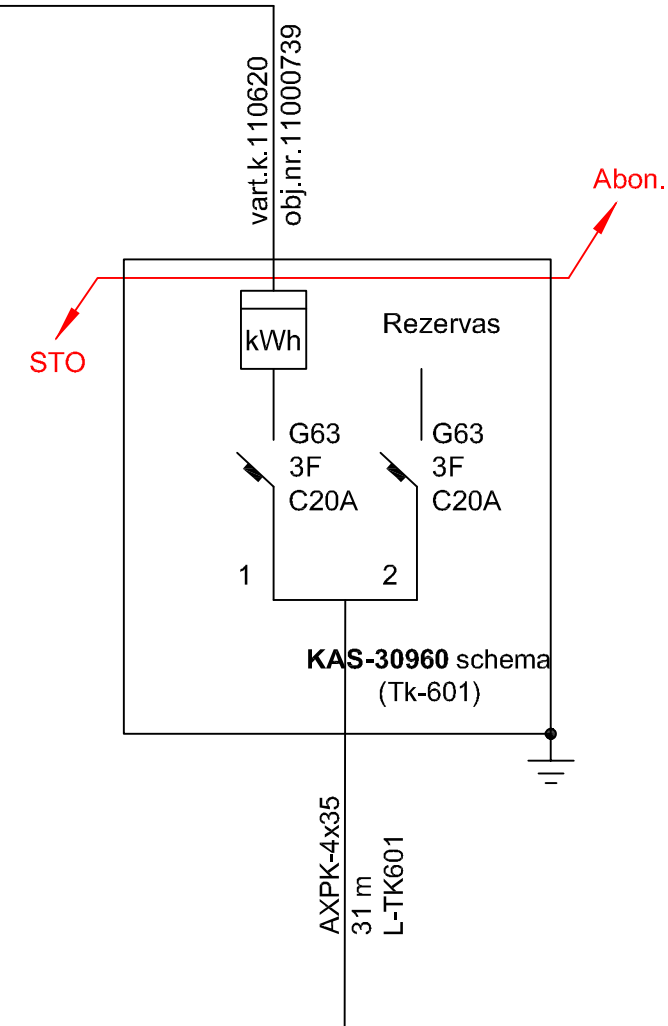 vart.k.110620
obj.nr.11000739
Abon.
STO
kWh
Rezervas
G63
3F
C20A
G63
3F
C20A
1
2
KAS-30960 schema
(Tk-601)
AXPK-4x35
31 m
L-TK601